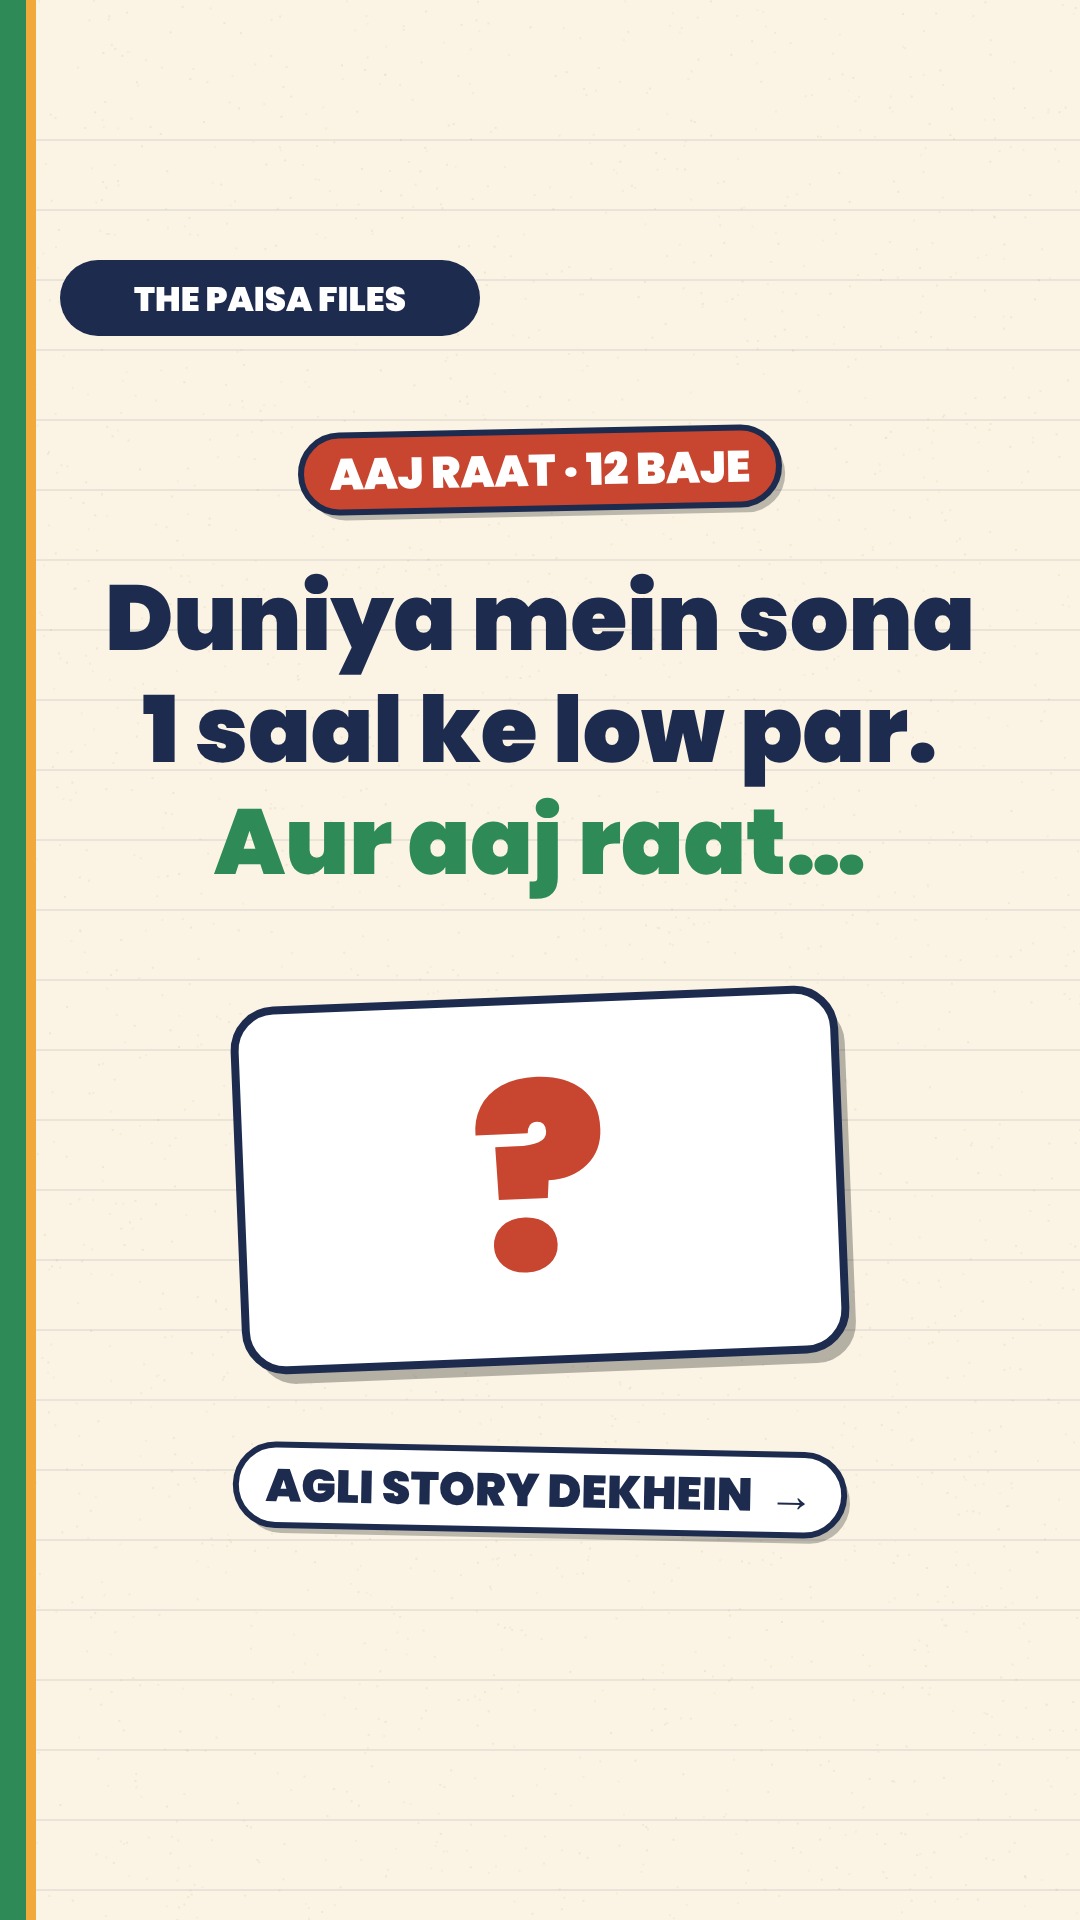 THE PAISA FILES
AAJ RAAT • 12 BAJE
Duniya mein sona
1 saal ke low par.
Aur aaj raat...
?
AGLI STORY DEKHEIN →